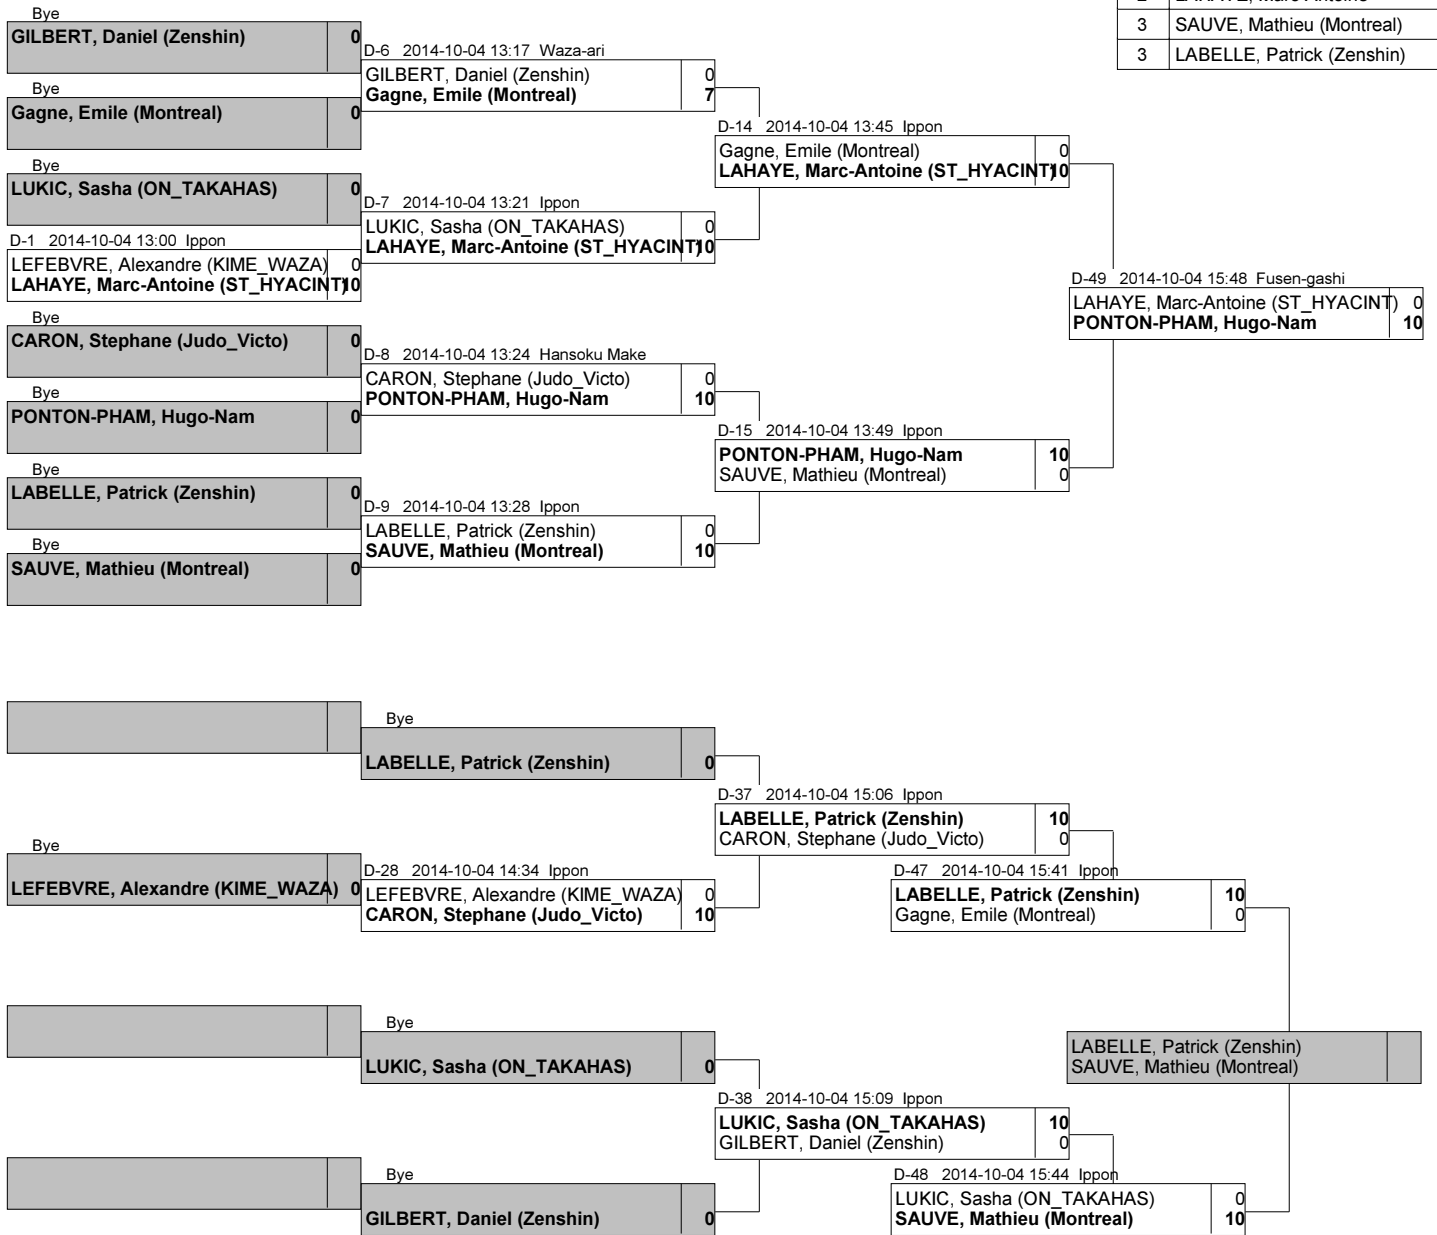 2 LAHAYE, Marc-Antoine
3 SAUVE, Mathieu (Montreal)
3 LABELLE, Patrick (Zenshin)
Bye
GILBERT, Daniel (Zenshin) 0
Bye
Gagne, Emile (Montreal) 0
Bye
LUKIC, Sasha (ON_TAKAHAS) 0
D-1 2014-10-04 13:00 Ippon
LEFEBVRE, Alexandre (KIME_WAZA) 0
LAHAYE, Marc-Antoine (ST_HYACINT) 10
Bye
CARON, Stephane (Judo_Victo) 0
Bye
PONTON-PHAM, Hugo-Nam 0
Bye
LABELLE, Patrick (Zenshin) 0
Bye
SAUVE, Mathieu (Montreal) 0
D-6 2014-10-04 13:17 Waza-ari
GILBERT, Daniel (Zenshin) 0
Gagne, Emile (Montreal) 7
D-7 2014-10-04 13:21 Ippon
LUKIC, Sasha (ON_TAKAHAS) 0
LAHAYE, Marc-Antoine (ST_HYACINT) 10
D-8 2014-10-04 13:24 Hansoku Make
CARON, Stephane (Judo_Victo) 0
PONTON-PHAM, Hugo-Nam 10
D-9 2014-10-04 13:28 Ippon
LABELLE, Patrick (Zenshin) 0
SAUVE, Mathieu (Montreal) 10
D-14 2014-10-04 13:45 Ippon
Gagne, Emile (Montreal) 0
LAHAYE, Marc-Antoine (ST_HYACINT) 10
D-15 2014-10-04 13:49 Ippon
PONTON-PHAM, Hugo-Nam 10
SAUVE, Mathieu (Montreal) 0
D-49 2014-10-04 15:48 Fusen-gashi
LAHAYE, Marc-Antoine (ST_HYACINT) 0
PONTON-PHAM, Hugo-Nam 10
Bye
LABELLE, Patrick (Zenshin) 0
Bye
LEFEBVRE, Alexandre (KIME_WAZA) 0
D-28 2014-10-04 14:34 Ippon
LEFEBVRE, Alexandre (KIME_WAZA) 0
CARON, Stephane (Judo_Victo) 10
D-37 2014-10-04 15:06 Ippon
LABELLE, Patrick (Zenshin) 10
CARON, Stephane (Judo_Victo) 0
D-47 2014-10-04 15:41 Ippon
LABELLE, Patrick (Zenshin) 10
Gagne, Emile (Montreal) 0
Bye
LUKIC, Sasha (ON_TAKAHAS) 0
Bye
GILBERT, Daniel (Zenshin) 0
D-38 2014-10-04 15:09 Ippon
LUKIC, Sasha (ON_TAKAHAS) 10
GILBERT, Daniel (Zenshin) 0
D-48 2014-10-04 15:44 Ippon
LUKIC, Sasha (ON_TAKAHAS) 0
SAUVE, Mathieu (Montreal) 10
LABELLE, Patrick (Zenshin)
SAUVE, Mathieu (Montreal)